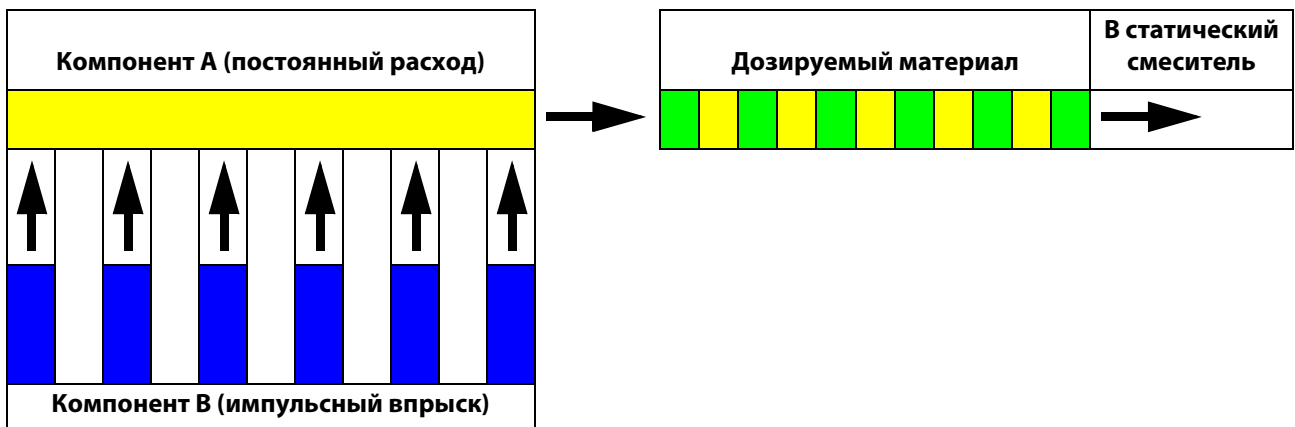 Компонент A (постоянный расход)
Дозируемый материал
В статический
смеситель
Компонент B (импульсный впрыск)